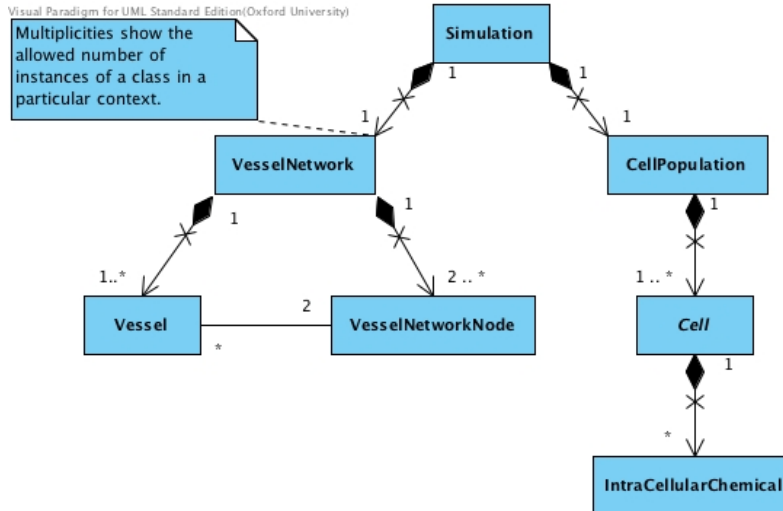 Visual Paradigm for UML Standard Edition(Oxford University)
Multiplicities show the
allowed number of
instances of a class in a
particular context.
Simulation
1
1
1
1
VesselNetwork
CellPopulation
1
1
1
1..*
2 .. *
1 .. *
Vessel
2
*
VesselNetworkNode
Cell
1
*
IntraCellularChemical